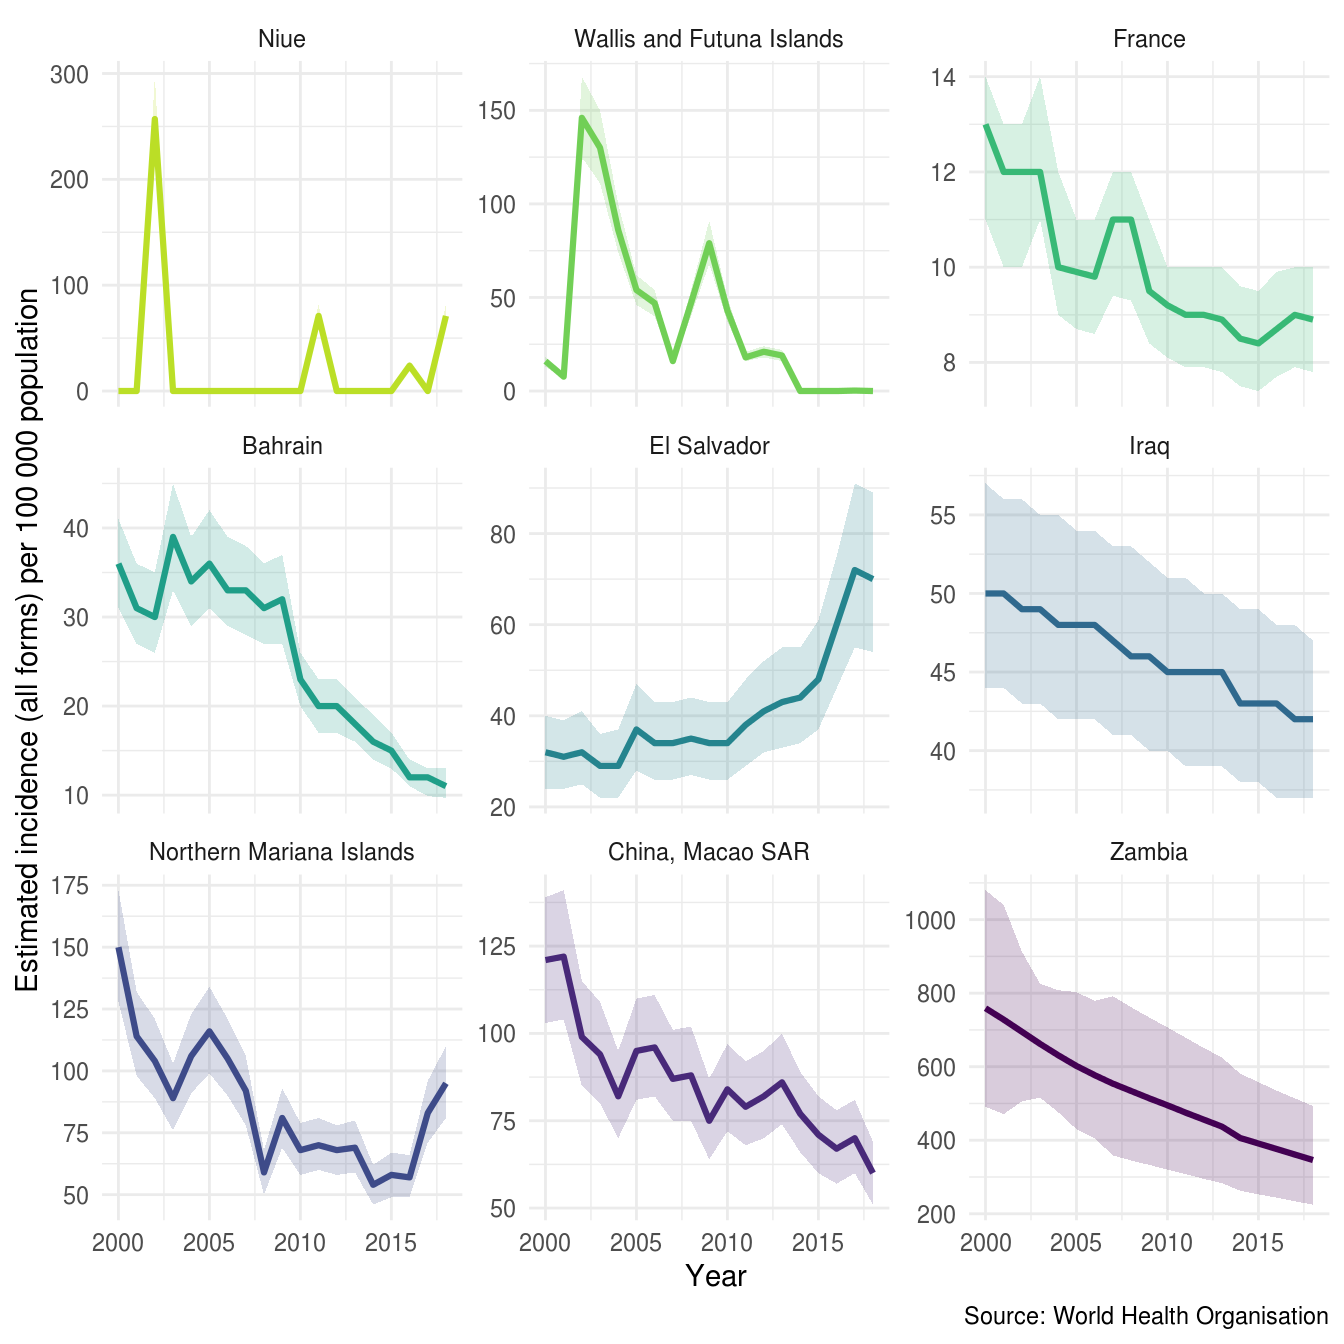 Niue
Wallis and Futuna Islands
France
300
200
100
0
150
100
50
0
14
12
10
8
Estimated incidence (all forms) per 100 000 population
Bahrain
El Salvador
Iraq
40
30
20
10
80
60
40
20
55
50
45
40
Northern Mariana Islands
China, Macao SAR
Zambia
175
150
125
100
75
50
125
100
75
50
1000
800
600
400
200
2000 2005 2010 2015
2000 2005 2010 2015
2000 2005 2010 2015
Year
Source: World Health Organisation